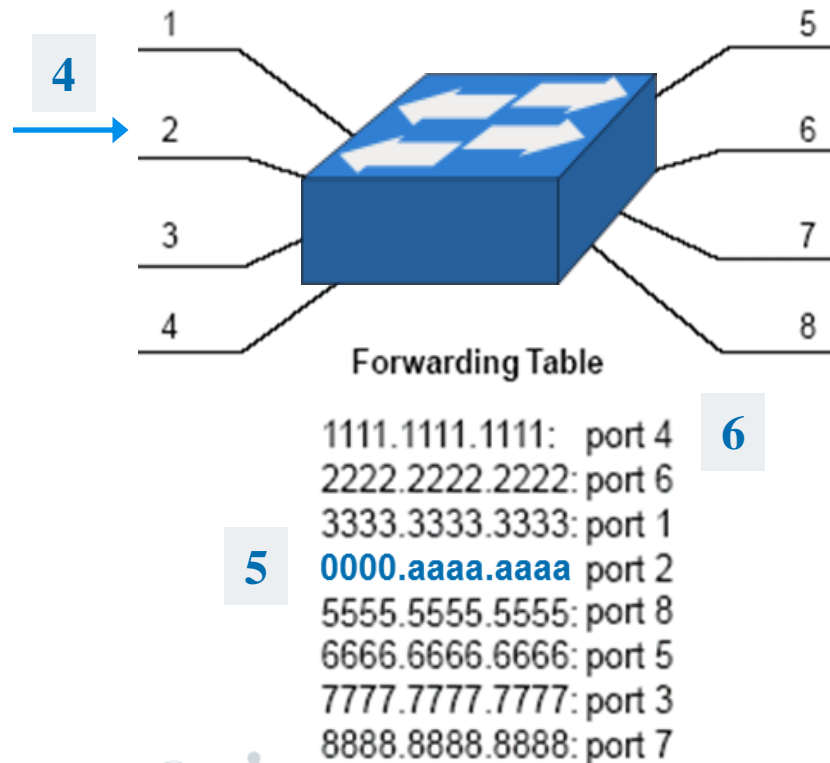 1
5
4
2
6
3
7
4
8
Forwarding Table
1111.1111.1111: port 4
6
2222.2222.2222: port 6
3333.3333.3333: port 1
5
0000.aaaa.aaaa port 2
5555.5555.5555: port 8
6666.6666.6666: port 5
7777.7777.7777: port 3
8888.8888.8888: port 7